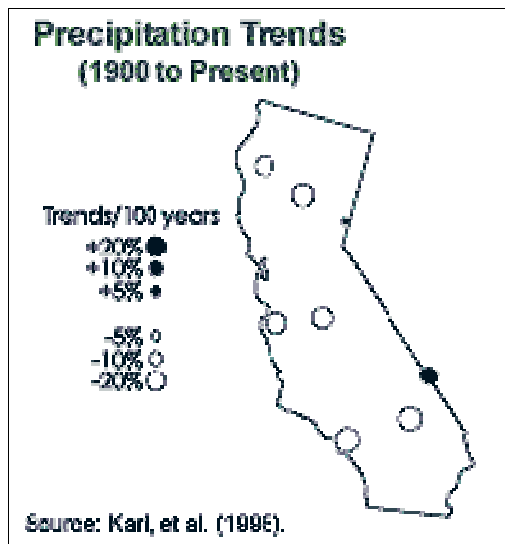 Precipitation Trends
(1900 to Present)
Trends/100 years
+20%
+10%
+5%
-5%
-10%
-20%
Source: Karl, et al. (1996).